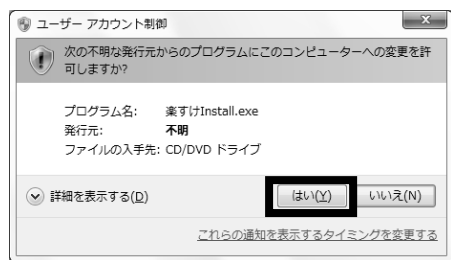 ユーザー アカウント制御
次の不明な発行元からのプログラムにこのコンピューターへの変更を許
可しますか?
プログラム名: 楽すけInstall.exe
発行元: 不明
ファイルの入手先: CD/DVD ドライブ
詳細を表示する(D) はい(Y) いいえ(N)
これらの通知を表示するタイミングを変更する